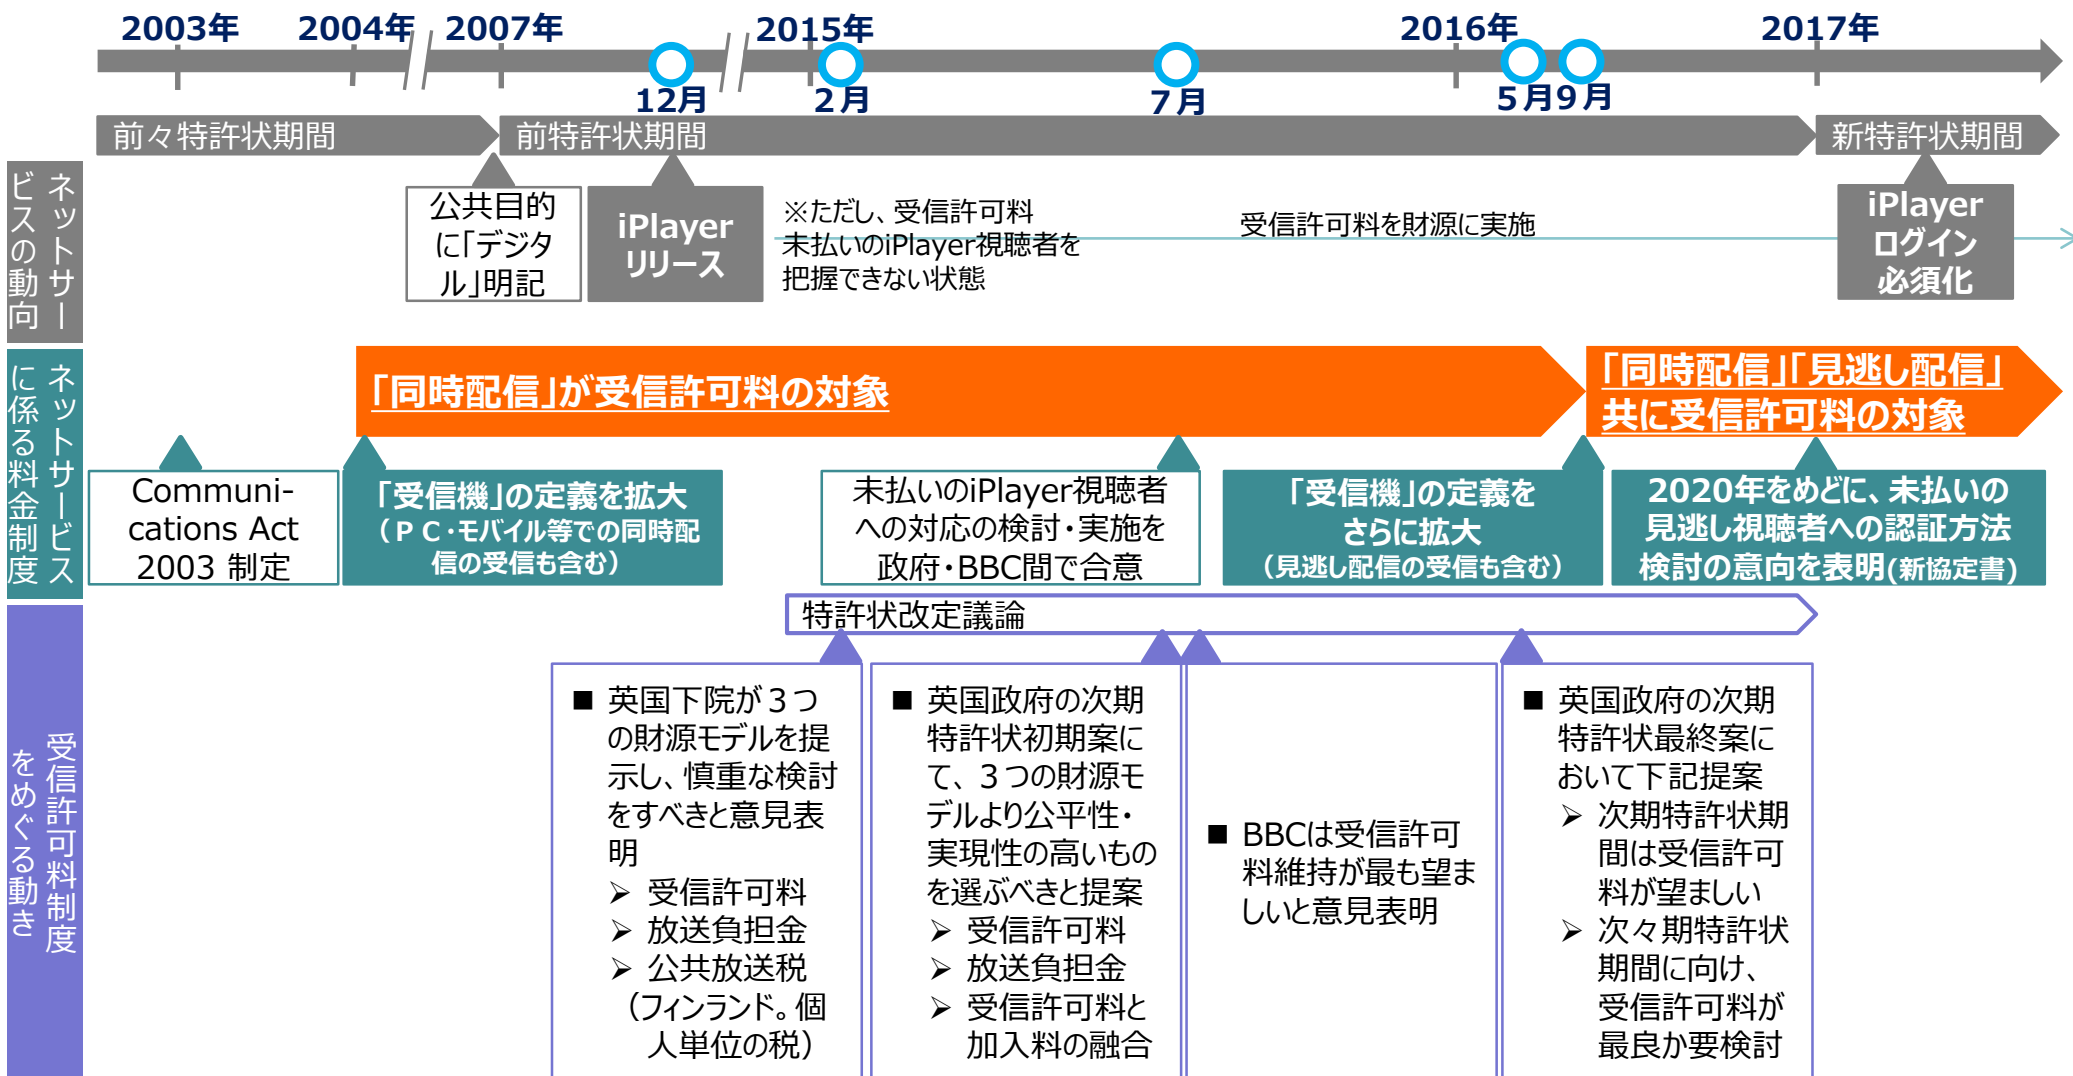 2003年
2004年
2007年
2015年
2016年
2017年
12月
2月
7月
5月
9月
前々特許状期間
前特許状期間
新特許状期間
ネットサー
ビスの動向
公共目的
に「デジタ
ル」明記
iPlayer
リリース
※ただし、受信許可料
未払いのiPlayer視聴者を
把握できない状態
受信許可料を財源に実施
iPlayer
ログイン
必須化
ネットサービス
に係る料金制度
「同時配信」が受信許可料の対象
「同時配信」「見逃し配信」
共に受信許可料の対象
Communi-
cations Act
2003 制定
「受信機」の定義を拡大
（ＰＣ・モバイル等での同時配
信の受信も含む）
未払いのiPlayer視聴者
への対応の検討・実施を
政府・BBC間で合意
「受信機」の定義を
さらに拡大
（見逃し配信の受信も含む）
2020年をめどに、未払いの
見逃し視聴者への認証方法
検討の意向を表明(新協定書)
受信許可料制度
をめぐる動き
特許状改定議論
■ 英国下院が３つ
の財源モデルを提
示し、慎重な検討
をすべきと意見表
明
➢ 受信許可料
➢ 放送負担金
➢ 公共放送税
（フィンランド。個
人単位の税）
■ 英国政府の次期
特許状初期案に
て、３つの財源モ
デルより公平性・
実現性の高いもの
を選ぶべきと提案
➢ 受信許可料
➢ 放送負担金
➢ 受信許可料と
加入料の融合
■ BBCは受信許可
料維持が最も望ま
しいと意見表明
■ 英国政府の次期
特許状最終案に
おいて下記提案
➢ 次期特許状期
間は受信許可
料が望ましい
➢ 次々期特許状
期間に向け、
受信許可料が
最良か要検討